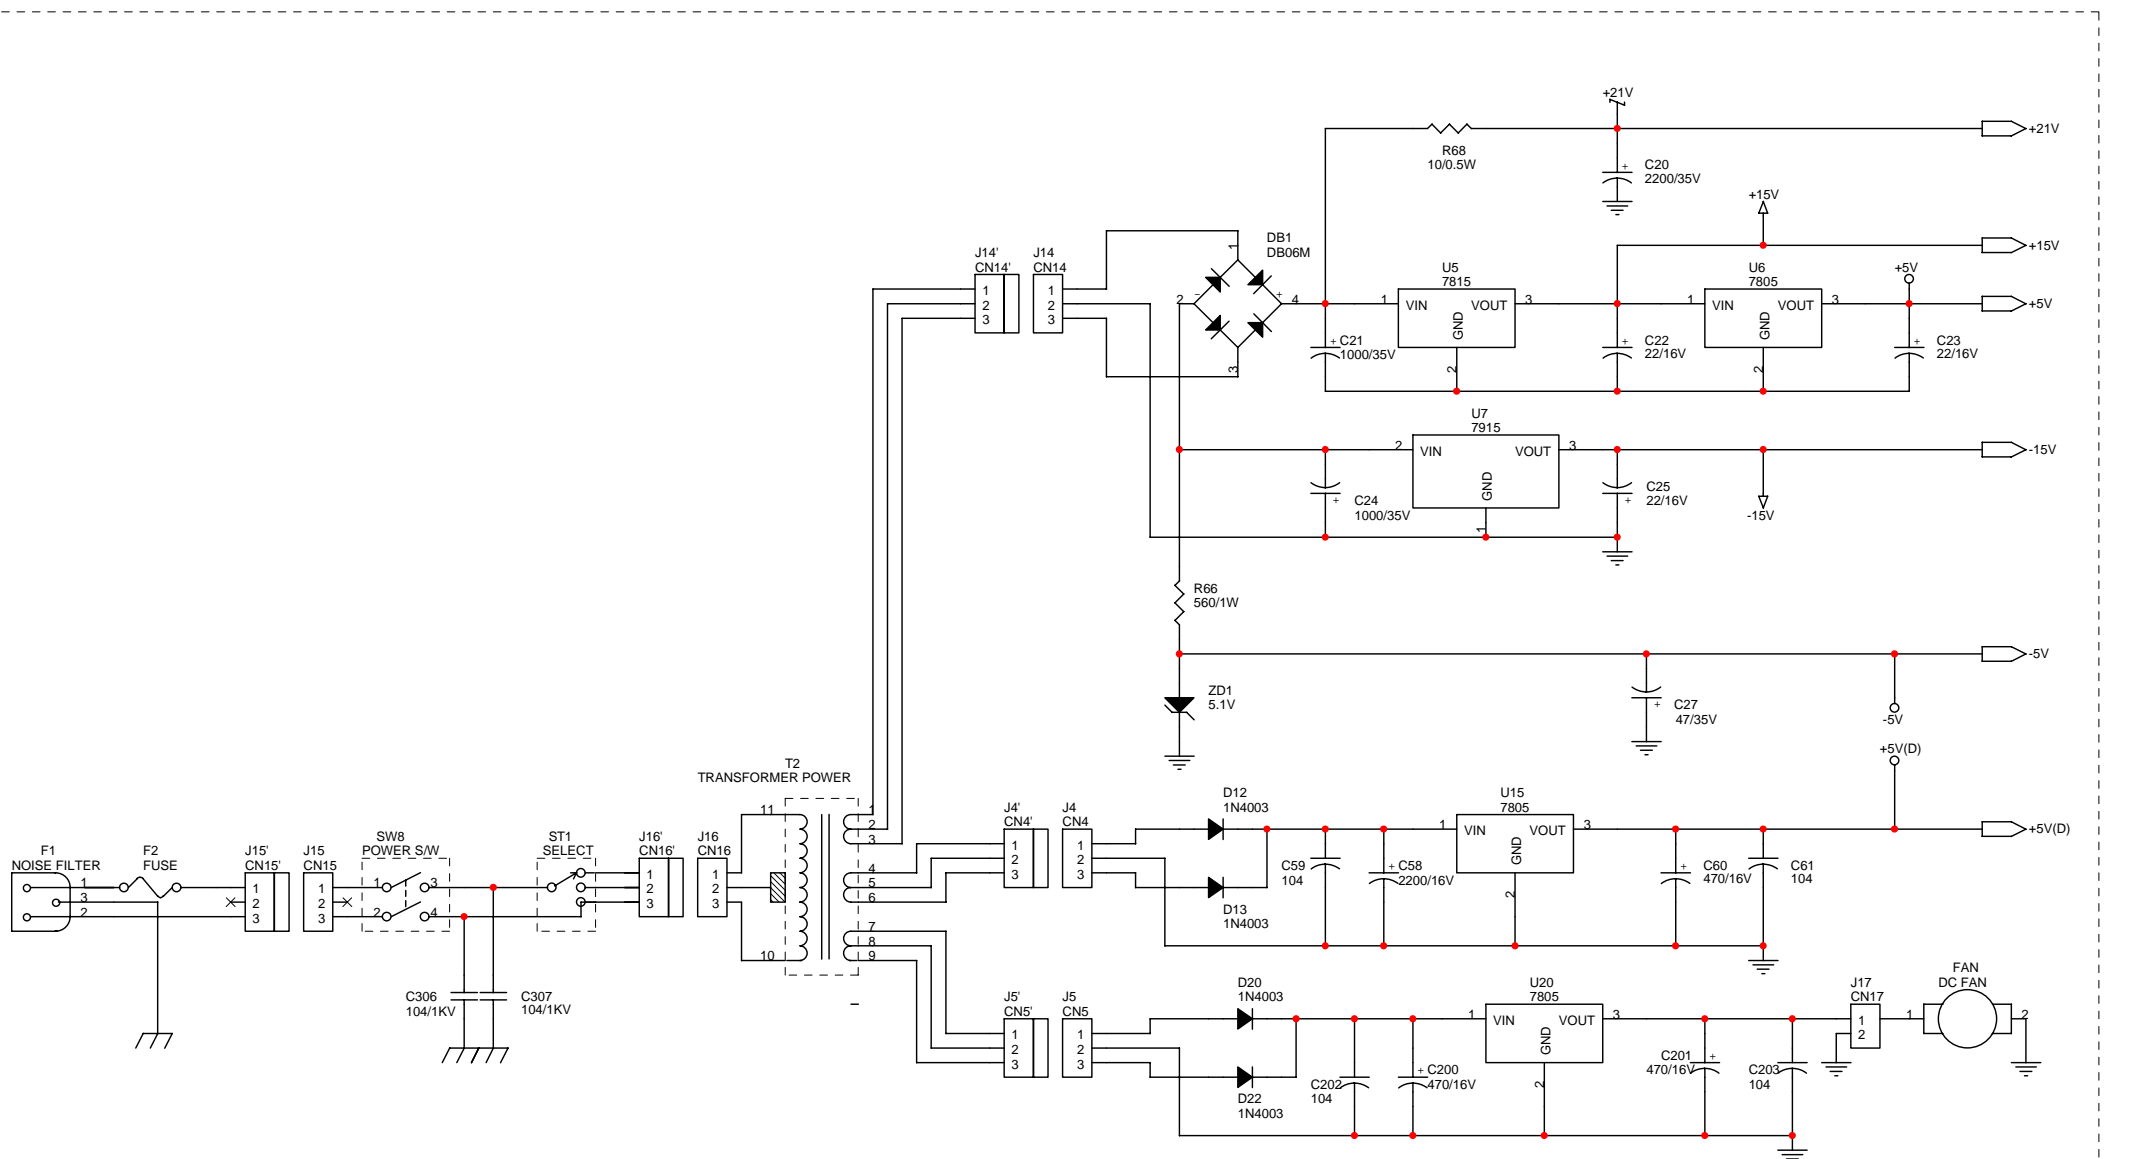 +21V
+21V
R68
10/0.5W
C20
2200/35V
+15V
+15V
J14'
CN14'
1
2
3
J14
CN14
1
2
3
DB1
DB06M
1
2
-
+
4
3
U5
7815
1
VIN
VOUT
GND
3
2
U6
7805
1
VIN
VOUT
GND
3
2
+5V
+5V
+
C21
1000/35V
+
C22
22/16V
+
C23
22/16V
U7
7915
2
VIN
VOUT
GND
3
1
-15V
-15V
C24
1000/35V
+
C25
22/16V
+
R66
560/1W
-5V
ZD1
5.1V
C27
47/35V
+
-5V
+5V(D)
F1
NOISE FILTER
1
3
2
F2
FUSE
J15'
CN15'
1
2
3
J15
CN15
1
2
3
SW8
POWER S/W
1
3
2
4
ST1
SELECT
J16'
CN16'
1
2
3
J16
CN16
1
2
3
T2
TRANSFORMER POWER
11
10
1
2
3
4
5
6
7
8
9
C306
104/1KV
C307
104/1KV
J4'
CN4'
1
2
3
J4
CN4
1
2
3
D12
1N4003
D13
1N4003
C59
104
+
C58
2200/16V
U15
7805
1
VIN
VOUT
GND
3
2
+
C60
470/16V
C61
104
+5V(D)
J5'
CN5'
1
2
3
J5
CN5
1
2
3
D20
1N4003
D22
1N4003
C202
104
+
C200
470/16V
U20
7805
1
VIN
VOUT
GND
3
2
C201
470/16V
+
C203
104
J17
CN17
1
2
FAN
DC FAN
1
2